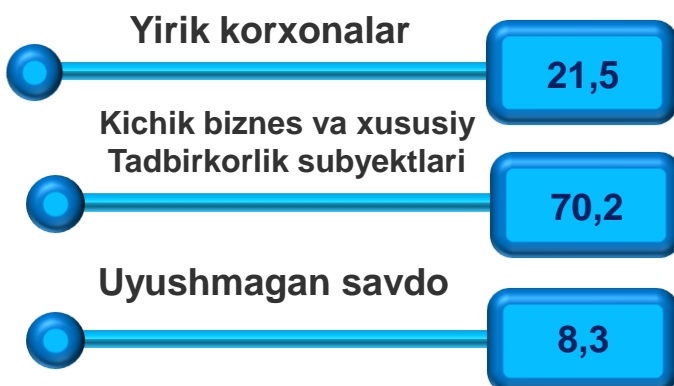 Yirik korxonalar
21,5
Kichik biznes va xususiy
Tadbirkorlik subyektlari
70,2
Uyushmagan savdo
8,3